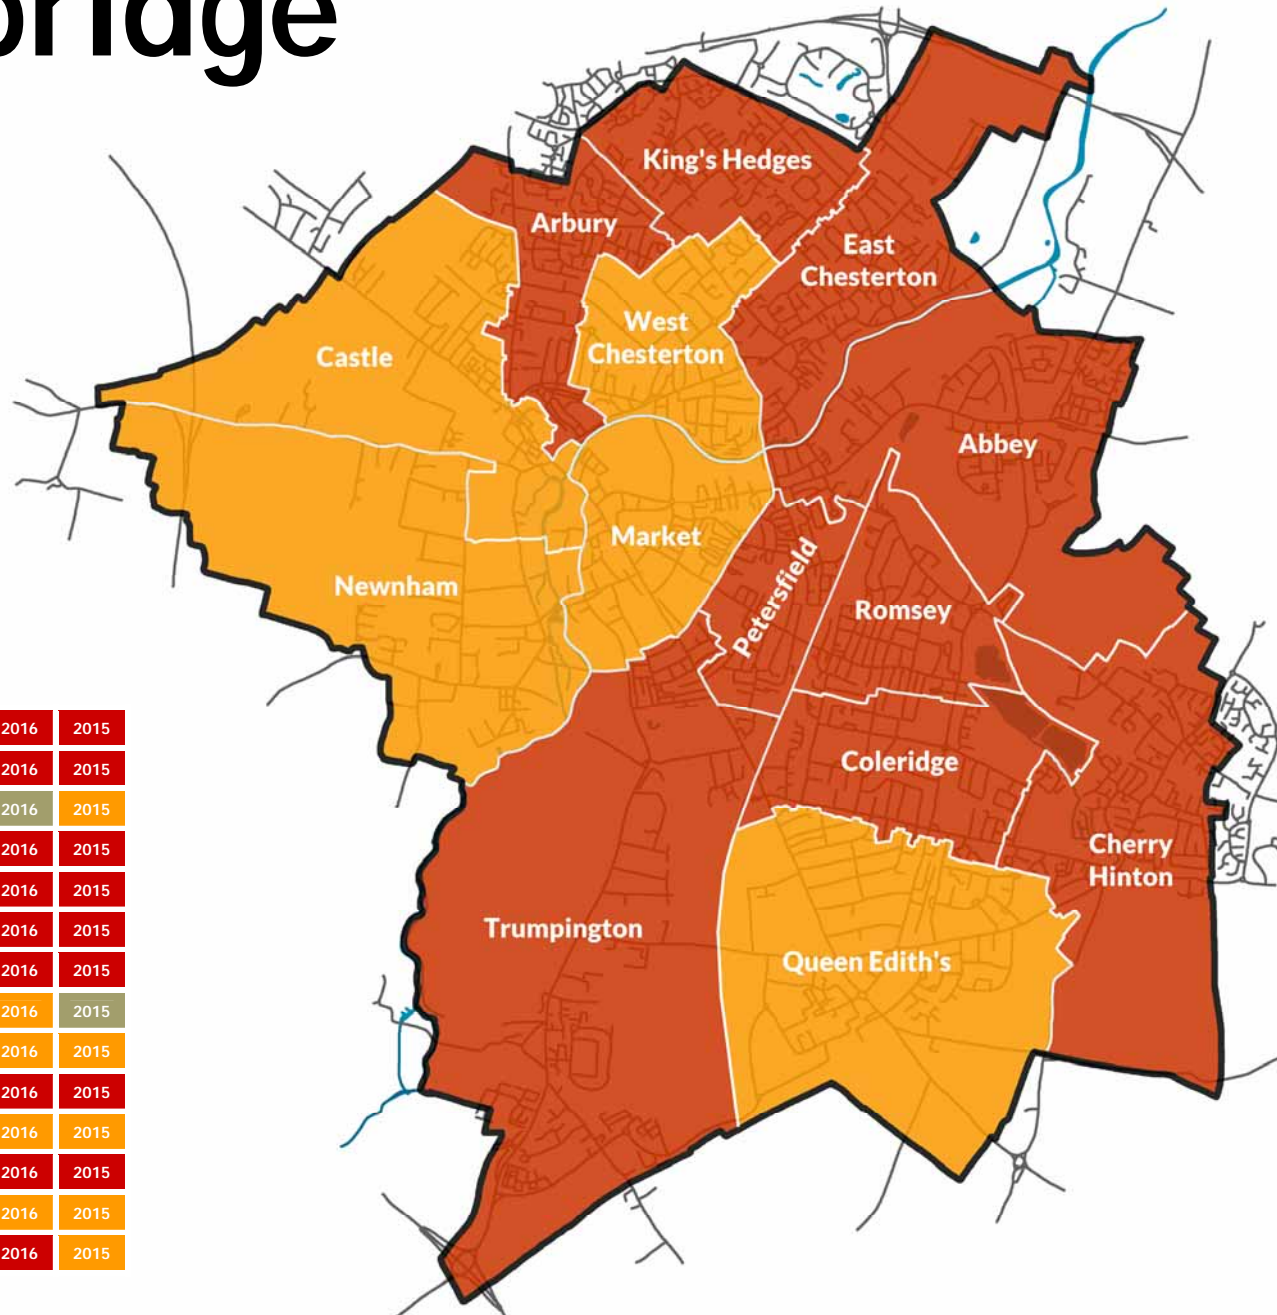 bridge
King's Hedges
Arbury
East
Chesterton
West
Chesterton
Castle
Abbey
Market
Petersfield
Newnham
Romsey
Coleridge
Cherry
Hinton
Trumpington
Queen Edith's
2016 2015
2016 2015
2016 2015
2016 2015
2016 2015
2016 2015
2016 2015
2016 2015
2016 2015
2016 2015
2016 2015
2016 2015
2016 2015
2016 2015